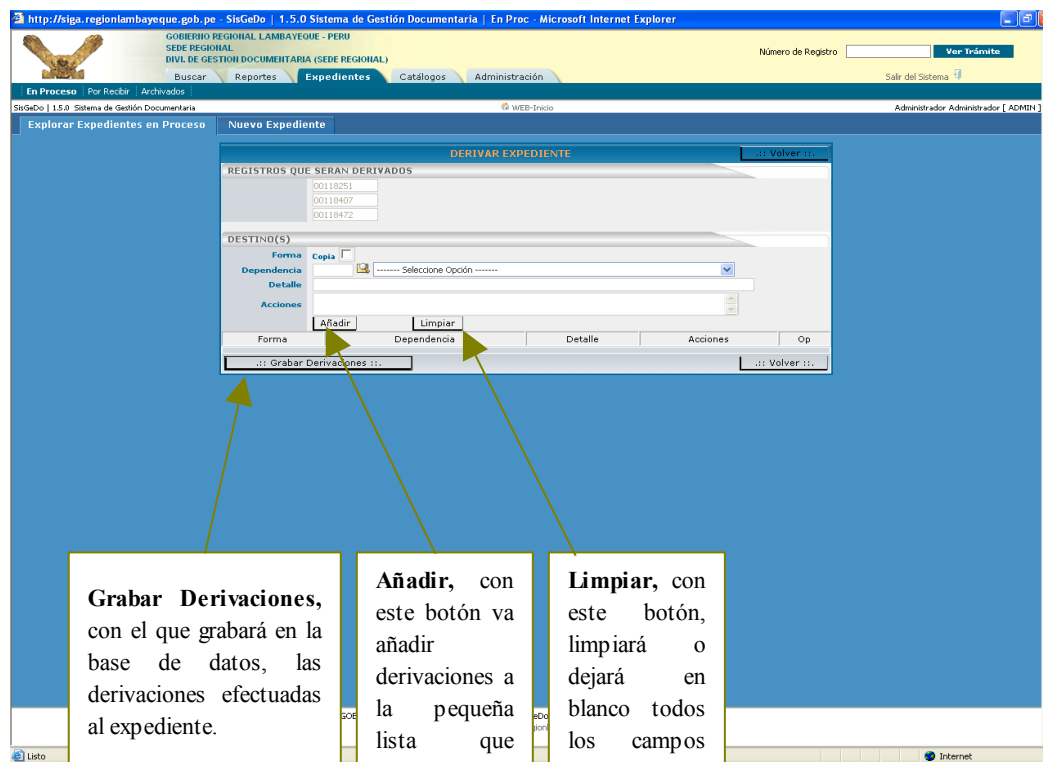 http://siga.regionlambayeque.gob.pe - SisGeDo | 1.5.0 Sistema de Gestión Documentaria | En Proc - Microsoft Internet Explorer
GOBIERNO REGIONAL LAMBAYEQUE - PERU
SEDE REGIONAL
DIVI. DE GESTION DOCUMENTARIA (SEDE REGIONAL)
Número de Registro Ver Trámite
Buscar Reportes Expedientes Catálogos Administración Salir del Sistema
En Proceso Por Recibir Archivados
SisGeDo | 1.5.0 Sistema de Gestión Documentaria WEB-Inicio Administrador Administrador [ ADMIN ]
Explorar Expedientes en Proceso Nuevo Expediente
DERIVAR EXPEDIENTE .:: Volver ::.
REGISTROS QUE SERAN DERIVADOS
00118251
00118407
00118472
DESTINO(S)
Forma Copia
Dependencia ------- Seleccione Opción -------
Detalle
Acciones
Añadir Limpiar
Forma Dependencia Detalle Acciones Op
.:: Grabar Derivaciones ::. .:: Volver ::.
Grabar Derivaciones,
con el que grabará en la
base de datos, las
derivaciones efectuadas
al expediente.
Añadir, con
este botón va
añadir
derivaciones a
la pequeña
lista que
Limpiar, con
este botón,
limpiará o
dejará en
blanco todos
los campos
Listo Internet